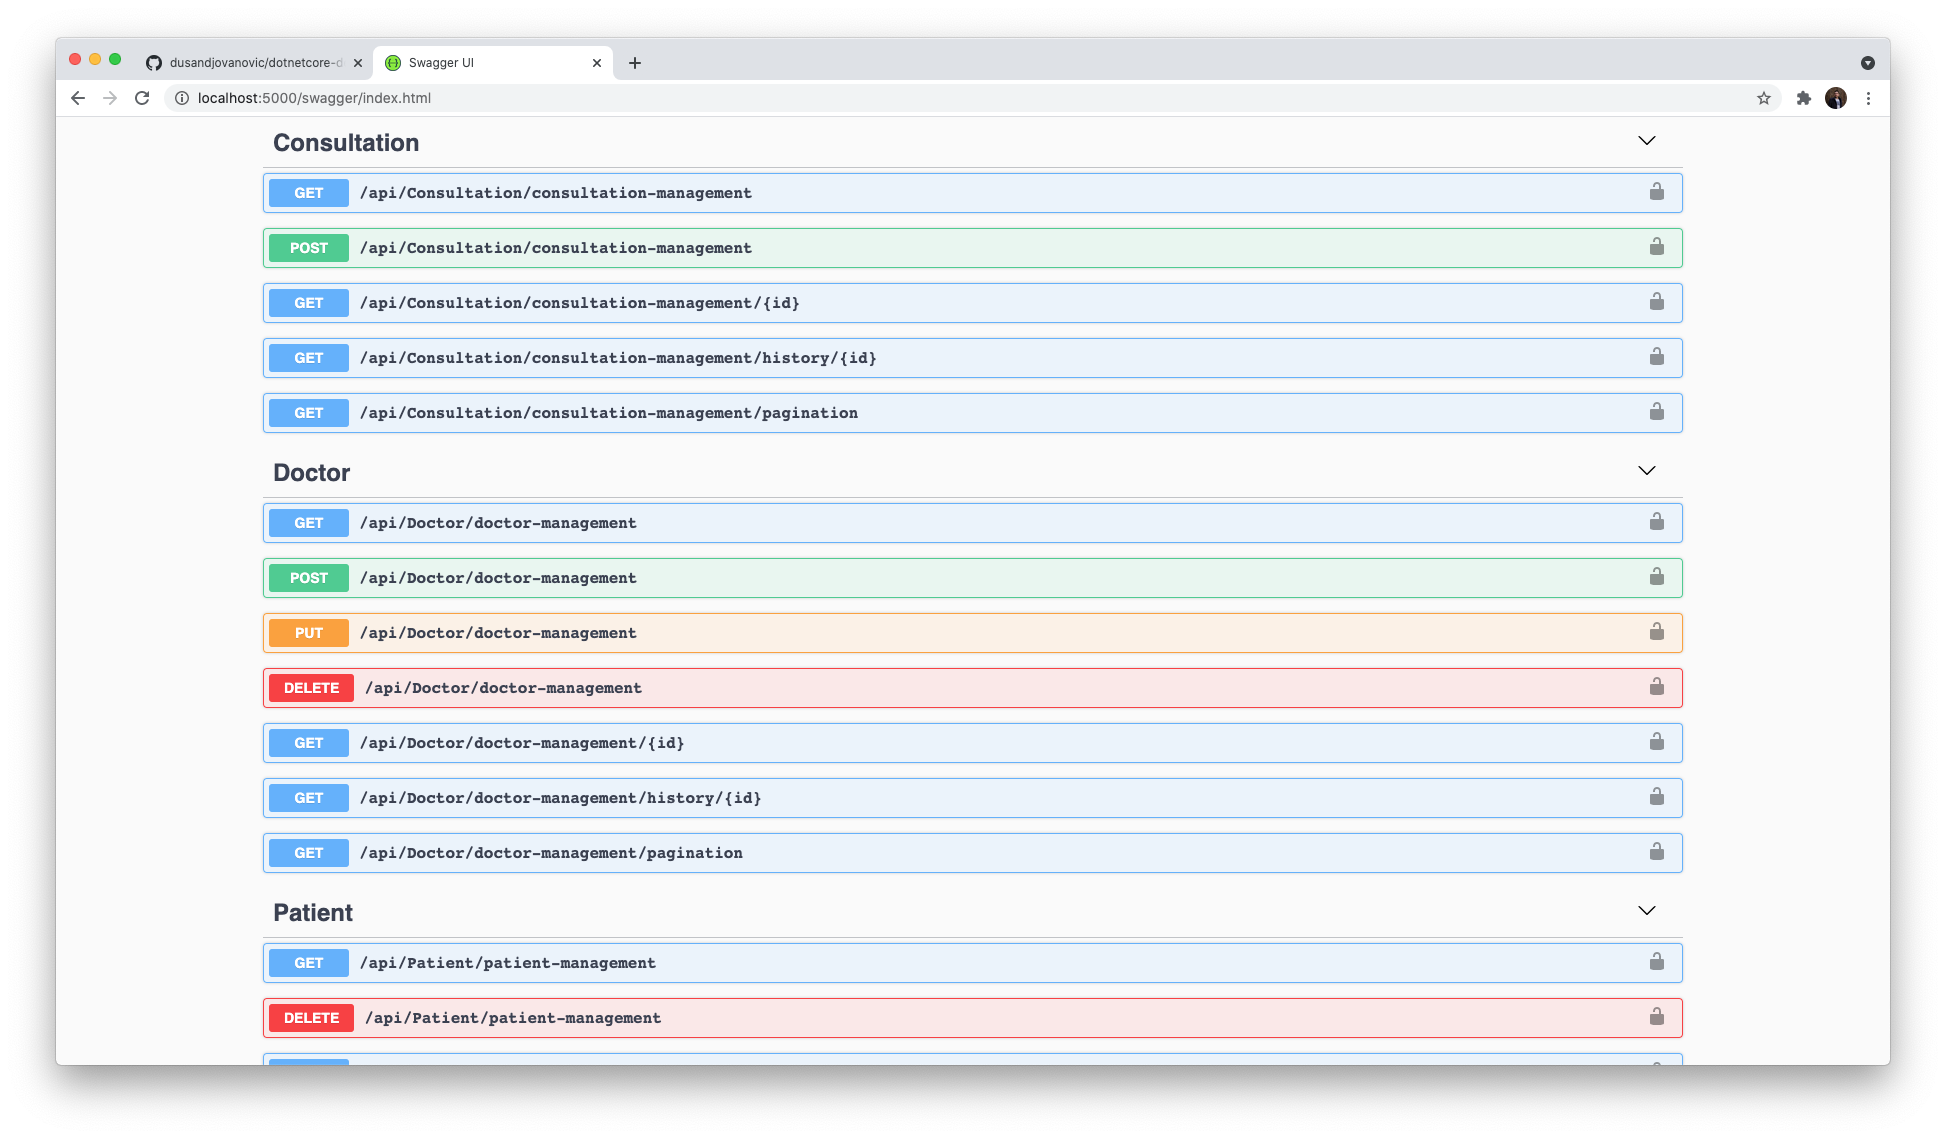 dusandjovanovic/dotnetcore-d
Swagger UI
localhost:5000/swagger/index.html
Consultation
GET /api/Consultation/consultation-management
POST /api/Consultation/consultation-management
GET /api/Consultation/consultation-management/{id}
GET /api/Consultation/consultation-management/history/{id}
GET /api/Consultation/consultation-management/pagination
Doctor
GET /api/Doctor/doctor-management
POST /api/Doctor/doctor-management
PUT /api/Doctor/doctor-management
DELETE /api/Doctor/doctor-management
GET /api/Doctor/doctor-management/{id}
GET /api/Doctor/doctor-management/history/{id}
GET /api/Doctor/doctor-management/pagination
Patient
GET /api/Patient/patient-management
DELETE /api/Patient/patient-management